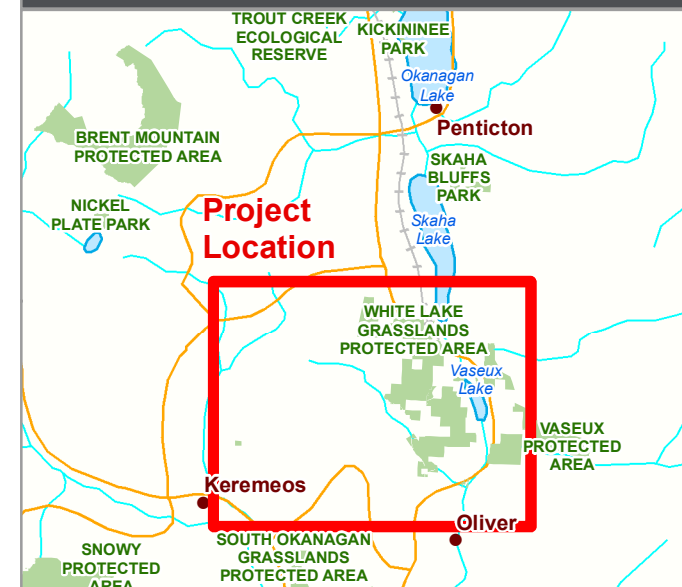 TROUT CREEK
ECOLOGICAL
RESERVE
KICKININEE
PARK
Okanagan
Lake
Penticton
BRENT MOUNTAIN
PROTECTED AREA
SKAHA
BLUFFS
PARK
NICKEL
PLATE PARK
Project
Location
Skaha
Lake
WHITE LAKE
GRASSLANDS
PROTECTED AREA
Vaseux
Lake
VASEUX
PROTECTED
AREA
Keremeos
Oliver
SOUTH OKANAGAN
GRASSLANDS
PROTECTED AREA
SNOWY
PROTECTED
AREA